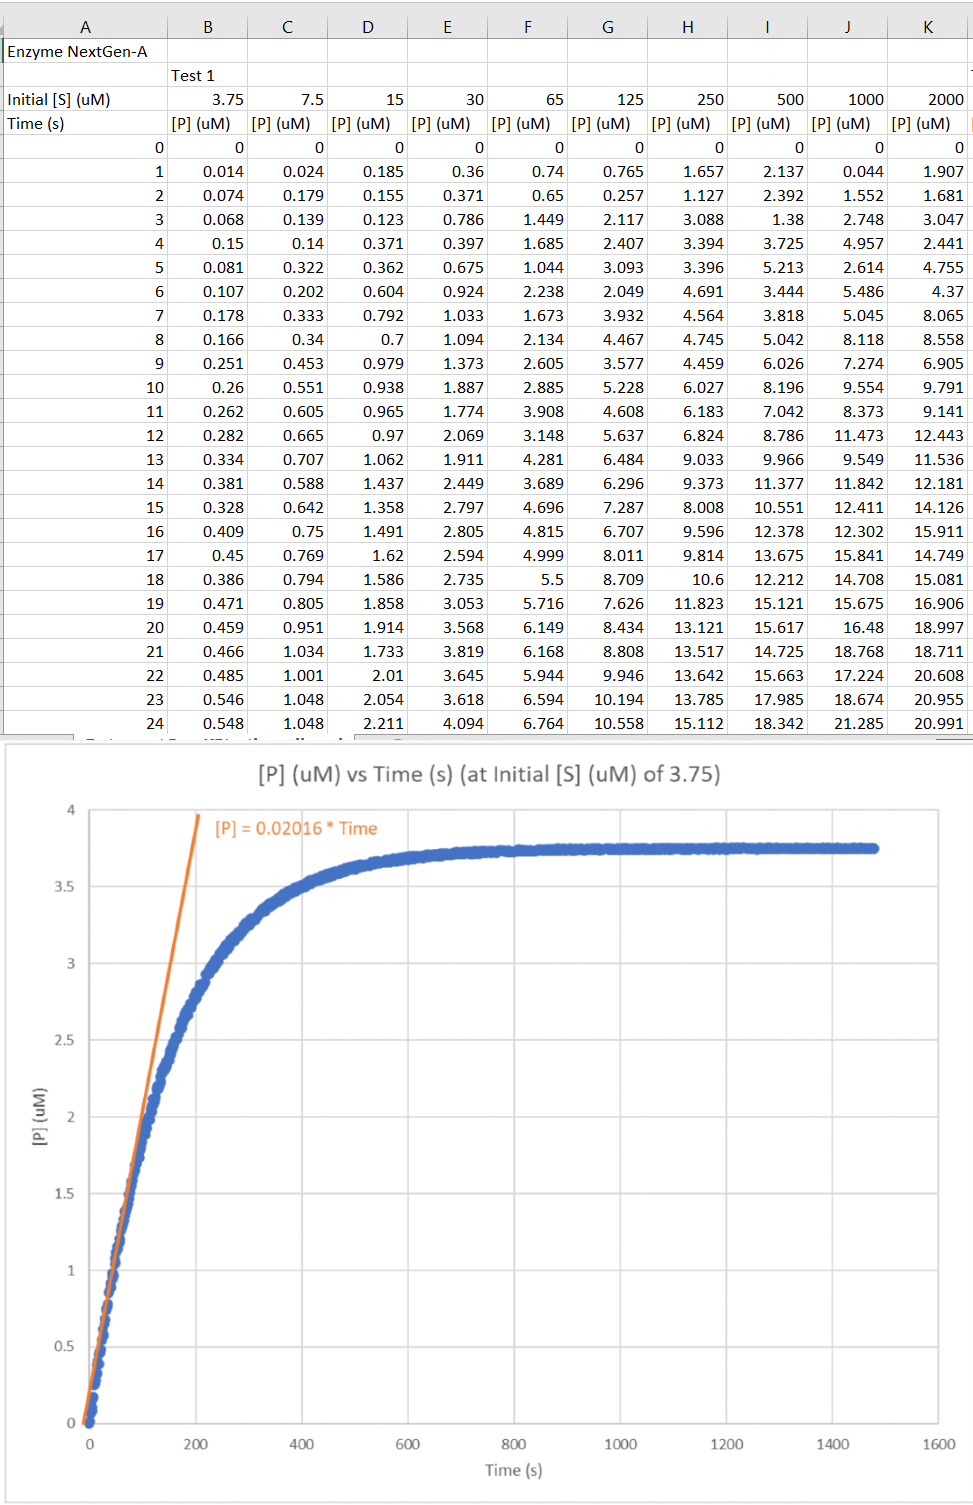 A B C D E F G H I J K
Enzyme NextGen-A
Test 1
Initial [S] (uM) 3.75 7.5 15 30 65 125 250 500 1000 2000
Time (s) [P] (uM) [P] (uM) [P] (uM) [P] (uM) [P] (uM) [P] (uM) [P] (uM) [P] (uM) [P] (uM) [P] (uM)
0 0 0 0 0 0 0 0 0 0 0
1 0.014 0.024 0.185 0.36 0.74 0.765 1.657 2.137 0.044 1.907
2 0.074 0.179 0.155 0.371 0.65 0.257 1.127 2.392 1.552 1.681
3 0.068 0.139 0.123 0.786 1.449 2.117 3.088 1.38 2.748 3.047
4 0.15 0.14 0.371 0.397 1.685 2.407 3.394 3.725 4.957 2.441
5 0.081 0.322 0.362 0.675 1.044 3.093 3.396 5.213 2.614 4.755
6 0.107 0.202 0.604 0.924 2.238 2.049 4.691 3.444 5.486 4.37
7 0.178 0.333 0.792 1.033 1.673 3.932 4.564 3.818 5.045 8.065
8 0.166 0.34 0.7 1.094 2.134 4.467 4.745 5.042 8.118 8.558
9 0.251 0.453 0.979 1.373 2.605 3.577 4.459 6.026 7.274 6.905
10 0.26 0.551 0.938 1.887 2.885 5.228 6.027 8.196 9.554 9.791
11 0.262 0.605 0.965 1.774 3.908 4.608 6.183 7.042 8.373 9.141
12 0.282 0.665 0.97 2.069 3.148 5.637 6.824 8.786 11.473 12.443
13 0.334 0.707 1.062 1.911 4.281 6.484 9.033 9.966 9.549 11.536
14 0.381 0.588 1.437 2.449 3.689 6.296 9.373 11.377 11.842 12.181
15 0.328 0.642 1.358 2.797 4.696 7.287 8.008 10.551 12.411 14.126
16 0.409 0.75 1.491 2.805 4.815 6.707 9.596 12.378 12.302 15.911
17 0.45 0.769 1.62 2.594 4.999 8.011 9.814 13.675 15.841 14.749
18 0.386 0.794 1.586 2.735 5.5 8.709 10.6 12.212 14.708 15.081
19 0.471 0.805 1.858 3.053 5.716 7.626 11.823 15.121 15.675 16.906
20 0.459 0.951 1.914 3.568 6.149 8.434 13.121 15.617 16.48 18.997
21 0.466 1.034 1.733 3.819 6.168 8.808 13.517 14.725 18.768 18.711
22 0.485 1.001 2.01 3.645 5.944 9.946 13.642 15.663 17.224 20.608
23 0.546 1.048 2.054 3.618 6.594 10.194 13.785 17.985 18.674 20.955
24 0.548 1.048 2.211 4.094 6.764 10.558 15.112 18.342 21.285 20.991
[P] (uM) vs Time (s) (at Initial [S] (uM) of 3.75)
[P] = 0.02016 * Time
4
3.5
3
2.5
2
1.5
1
0.5
0
[P] (uM)
0 200 400 600 800 1000 1200 1400 1600
Time (s)